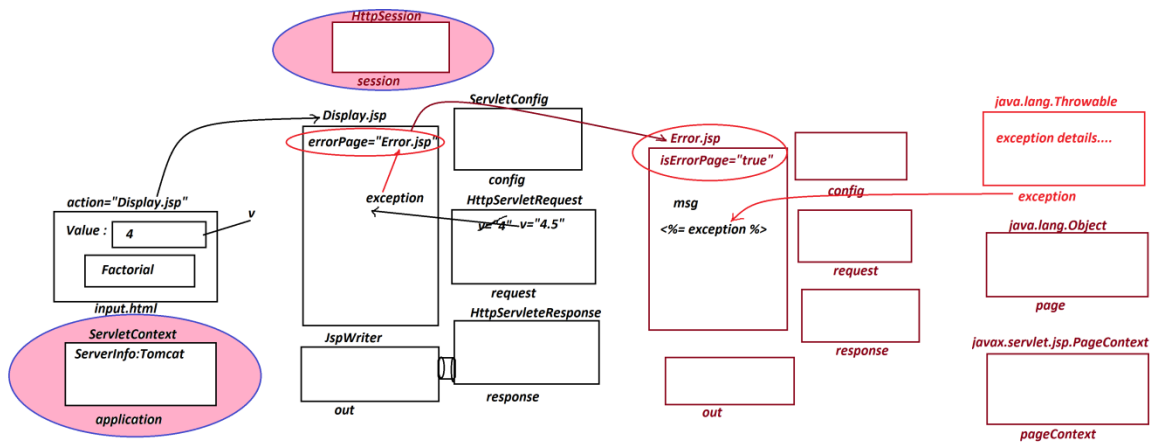 HttpSession
session
action="Display.jsp"
Value :
4
v
Factorial
input.html
ServletContext
ServerInfo:Tomcat
application
Display.jsp
errorPage="Error.jsp"
exception
JspWriter
out
ServletConfig
config
HttpServletRequest
v="4" v="4.5"
request
HttpServleteResponse
response
Error.jsp
isErrorPage="true"
msg
<%= exception %>
out
config
request
response
java.lang.Throwable
exception details....
exception
java.lang.Object
page
javax.servlet.jsp.PageContext
pageContext